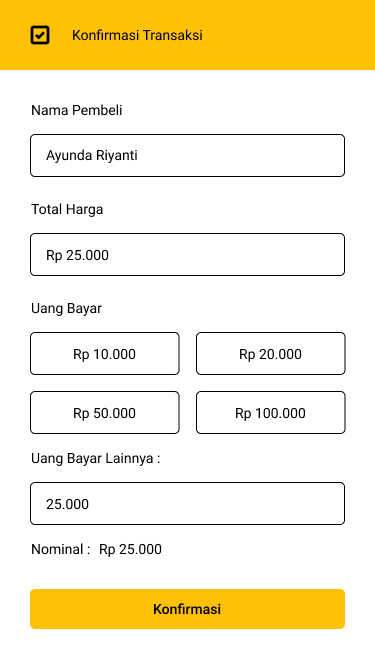 Konfirmasi Transaksi
Nama Pembeli
Ayunda Riyanti
Total Harga
Rp 25.000
Uang Bayar
Rp 10.000 Rp 20.000
Rp 50.000 Rp 100.000
Uang Bayar Lainnya :
25.000
Nominal : Rp 25.000
Konfirmasi